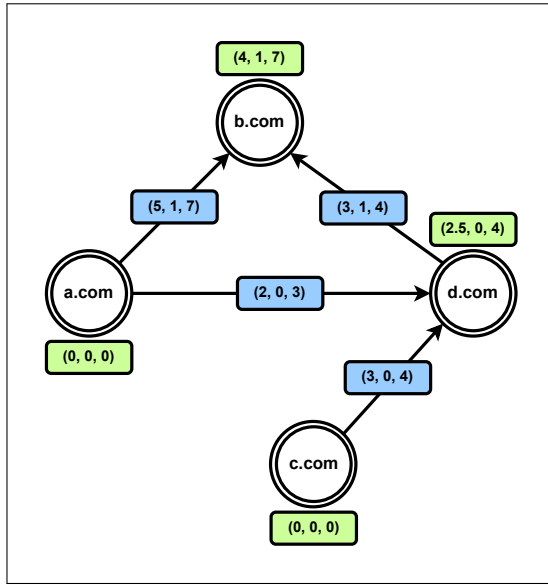 (4, 1, 7)
b.com
(5, 1, 7)
(3, 1, 4)
(2.5, 0, 4)
a.com
(2, 0, 3)
d.com
(0, 0, 0)
(3, 0, 4)
c.com
(0, 0, 0)